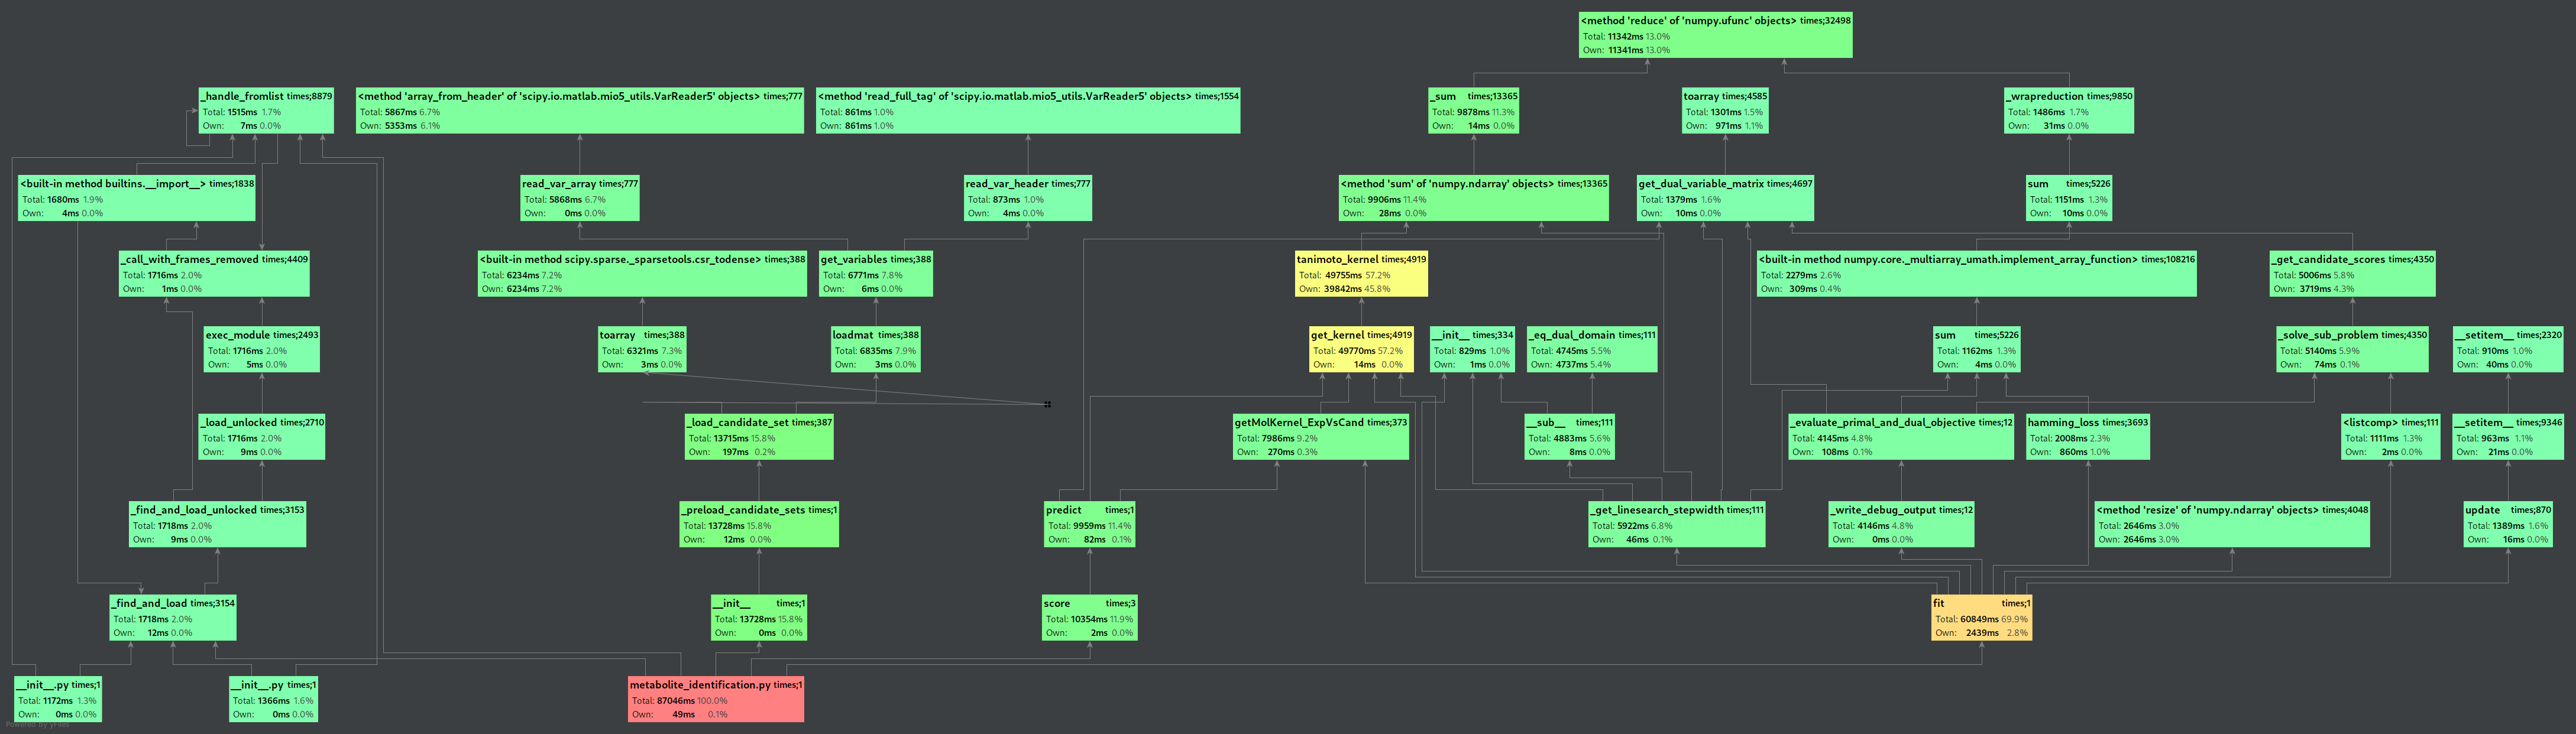 <method 'reduce' of 'numpy.ufunc' objects> times;32498
Total: 11342ms 13.0%
Own: 11341ms 13.0%
_handle_fromlist times;8879
Total: 1515ms 1.7%
Own: 7ms 0.0%
<method 'array_from_header' of 'scipy.io.matlab.mio5_utils.VarReader5' objects> times;777
Total: 5867ms 6.7%
Own: 5353ms 6.1%
<method 'read_full_tag' of 'scipy.io.matlab.mio5_utils.VarReader5' objects> times;1554
Total: 861ms 1.0%
Own: 861ms 1.0%
_sum times;13365
Total: 9878ms 11.3%
Own: 14ms 0.0%
toarray times;4585
Total: 1301ms 1.5%
Own: 971ms 1.1%
_wrapreduction times;9850
Total: 1486ms 1.7%
Own: 31ms 0.0%
<built-in method builtins.__import__> times;1838
Total: 1680ms 1.9%
Own: 4ms 0.0%
read_var_array times;777
Total: 5868ms 6.7%
Own: 0ms 0.0%
read_var_header times;777
Total: 873ms 1.0%
Own: 4ms 0.0%
<method 'sum' of 'numpy.ndarray' objects> times;13365
Total: 9906ms 11.4%
Own: 28ms 0.0%
get_dual_variable_matrix times;4697
Total: 1379ms 1.6%
Own: 10ms 0.0%
sum times;5226
Total: 1151ms 1.3%
Own: 10ms 0.0%
_call_with_frames_removed times;4409
Total: 1716ms 2.0%
Own: 1ms 0.0%
<built-in method scipy.sparse._sparsetools.csr_todense> times;388
Total: 6234ms 7.2%
Own: 6234ms 7.2%
get_variables times;388
Total: 6771ms 7.8%
Own: 6ms 0.0%
tanimoto_kernel times;4919
Total: 49755ms 57.2%
Own: 39842ms 45.8%
<built-in method numpy.core._multiarray_umath.implement_array_function> times;108216
Total: 2279ms 2.6%
Own: 309ms 0.4%
_get_candidate_scores times;4350
Total: 5006ms 5.8%
Own: 3719ms 4.3%
exec_module times;2493
Total: 1716ms 2.0%
Own: 5ms 0.0%
toarray times;388
Total: 6321ms 7.3%
Own: 3ms 0.0%
loadmat times;388
Total: 6835ms 7.9%
Own: 3ms 0.0%
get_kernel times;4919
Total: 49770ms 57.2%
Own: 14ms 0.0%
__init__ times;334
Total: 829ms 1.0%
Own: 1ms 0.0%
_eq_dual_domain times;111
Total: 4745ms 5.5%
Own: 4737ms 5.4%
sum times;5226
Total: 1162ms 1.3%
Own: 4ms 0.0%
_solve_sub_problem times;4350
Total: 5140ms 5.9%
Own: 74ms 0.1%
__setitem__ times;2320
Total: 910ms 1.0%
Own: 40ms 0.0%
_load_unlocked times;2710
Total: 1716ms 2.0%
Own: 9ms 0.0%
_load_candidate_set times;387
Total: 13715ms 15.8%
Own: 197ms 0.2%
getMolKernel_ExpVsCand times;373
Total: 7986ms 9.2%
Own: 270ms 0.3%
__sub__ times;111
Total: 4883ms 5.6%
Own: 8ms 0.0%
_evaluate_primal_and_dual_objective times;12
Total: 4145ms 4.8%
Own: 108ms 0.1%
hamming_loss times;3693
Total: 2008ms 2.3%
Own: 860ms 1.0%
<listcomp> times;111
Total: 1111ms 1.3%
Own: 2ms 0.0%
__setitem__ times;9346
Total: 963ms 1.1%
Own: 21ms 0.0%
_find_and_load_unlocked times;3153
Total: 1718ms 2.0%
Own: 9ms 0.0%
_preload_candidate_sets times;1
Total: 13728ms 15.8%
Own: 12ms 0.0%
predict times;1
Total: 9959ms 11.4%
Own: 82ms 0.1%
_get_linesearch_stepwidth times;111
Total: 5922ms 6.8%
Own: 46ms 0.1%
_write_debug_output times;12
Total: 4146ms 4.8%
Own: 0ms 0.0%
<method 'resize' of 'numpy.ndarray' objects> times;4048
Total: 2646ms 3.0%
Own: 2646ms 3.0%
update times;870
Total: 1389ms 1.6%
Own: 16ms 0.0%
_find_and_load times;3154
Total: 1718ms 2.0%
Own: 12ms 0.0%
__init__ times;1
Total: 13728ms 15.8%
Own: 0ms 0.0%
score times;3
Total: 10354ms 11.9%
Own: 2ms 0.0%
fit times;1
Total: 60849ms 69.9%
Own: 2439ms 2.8%
__init__.py times;1
Total: 1172ms 1.3%
Own: 0ms 0.0%
__init__.py times;1
Total: 1366ms 1.6%
Own: 0ms 0.0%
metabolite_identification.py times;1
Total: 87046ms 100.0%
Own: 49ms 0.1%
Powered by yFiles